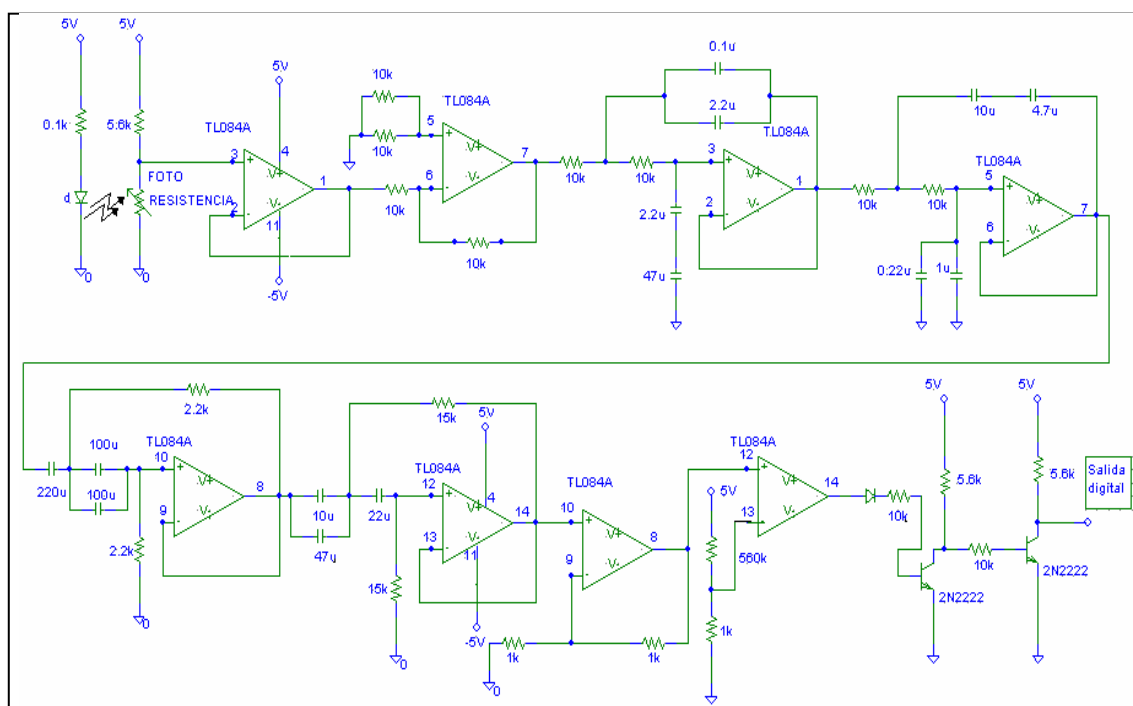 5V
5V
0.1k
5.6k
d
FOTO
RESISTENCIA
0
0
TL084A
5V
3
4
V+
V-
1
2
11
-5V
10k
10k
TL084A
5
V+
V-
7
6
10k
10k
10k
10k
0.1u
2.2u
TL084A
3
V+
V-
1
2
2.2u
47u
10k
10k
10u
4.7u
TL084A
5
V+
V-
7
6
0.22u
1u
2.2k
220u
100u
100u
TL084A
10
V+
V-
8
9
2.2k
0
10u
47u
15k
22u
15k
0
5V
TL084A
12
4
V+
V-
14
13
11
-5V
TL084A
10
V+
V-
8
9
1k
0
1k
5V
560k
1k
TL084A
12
V+
V-
14
13
10k
5V
5.6k
10k
2N2222
5V
5.6k
2N2222
Salida
digital